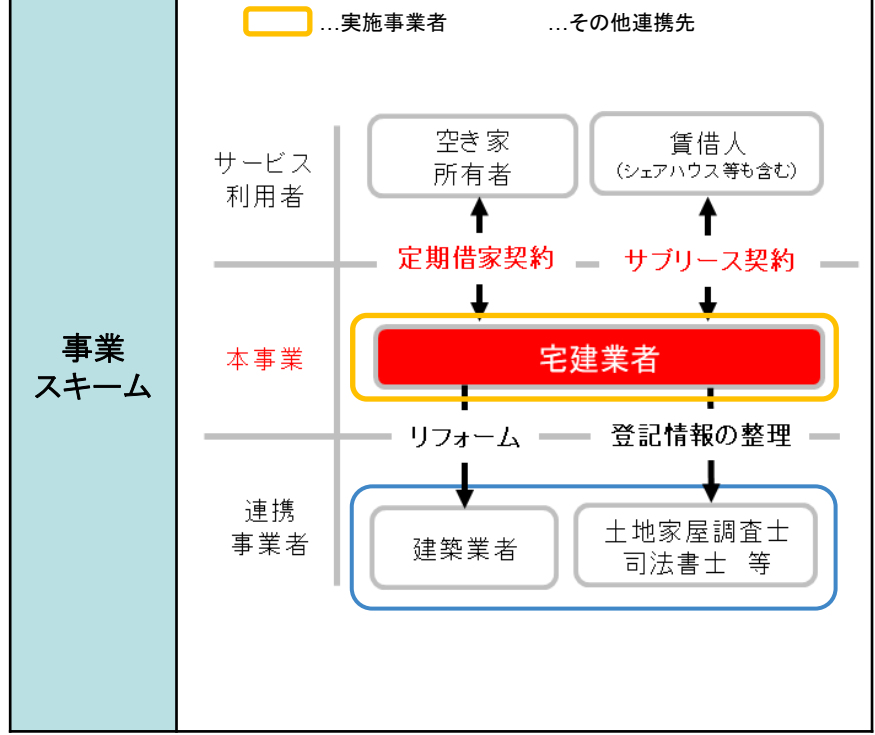 …実施事業者
…その他連携先
サービス
利用者
空き家
所有者
賃借人
(シェアハウス等も含む)
定期借家契約
サブリース契約
事業
スキーム
本事業
宅建業者
リフォーム
登記情報の整理
連携
事業者
建築業者
土地家屋調査士
司法書士 等